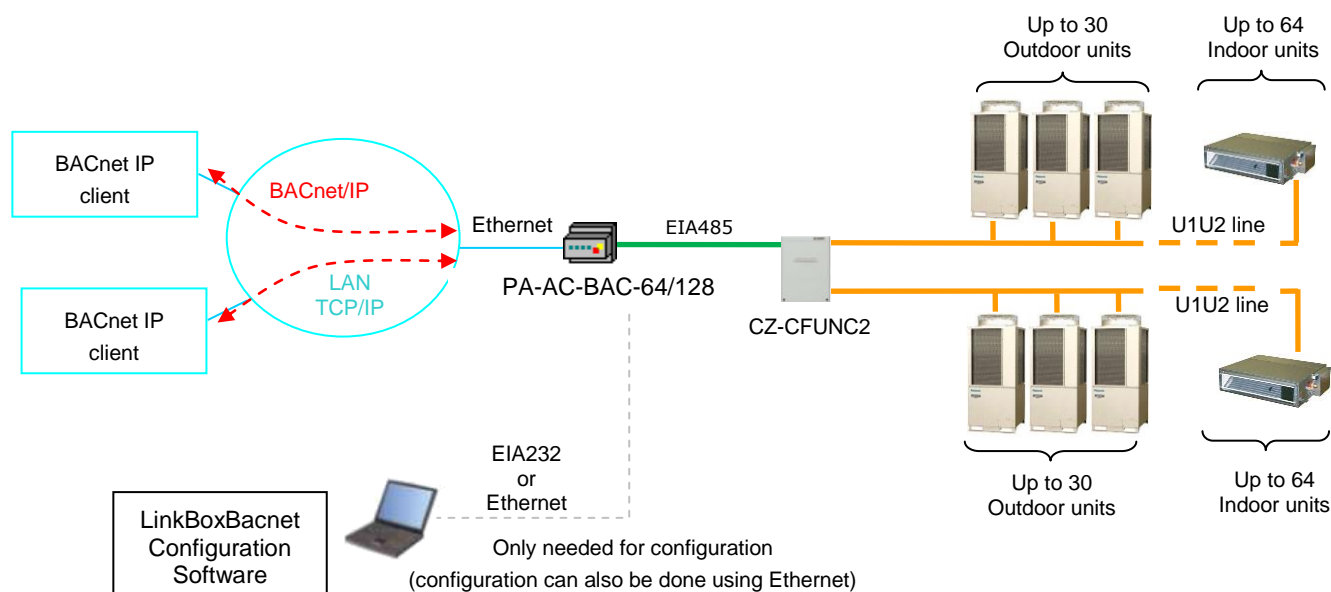 Up to 30
Outdoor units
Up to 64
Indoor units
BACnet IP
client
BACnet/IP
Ethernet
EIA485
U1U2 line
LAN
TCP/IP
PA-AC-BAC-64/128
CZ-CFUNC2
U1U2 line
BACnet IP
client
EIA232
or
Ethernet
Up to 30
Outdoor units
Up to 64
Indoor units
LinkBoxBacnet
Configuration
Software
Only needed for configuration
(configuration can also be done using Ethernet)